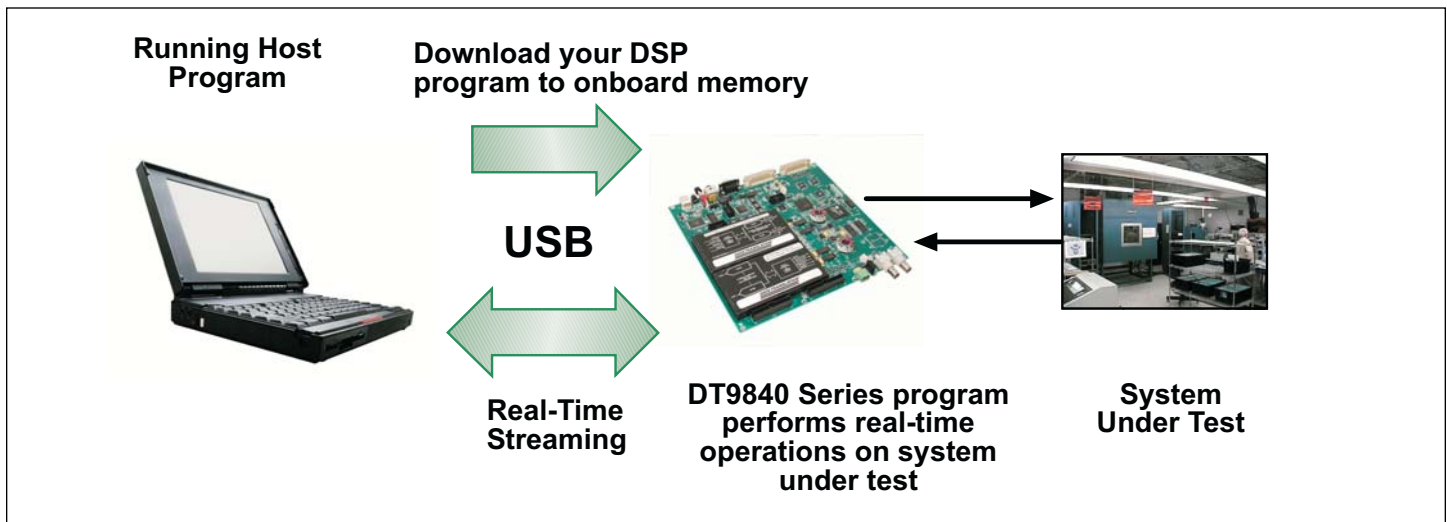 Running Host
Program
Download your DSP
program to onboard memory
USB
Real-Time
Streaming
DT9840 Series program
performs real-time
operations on system
under test
System
Under Test